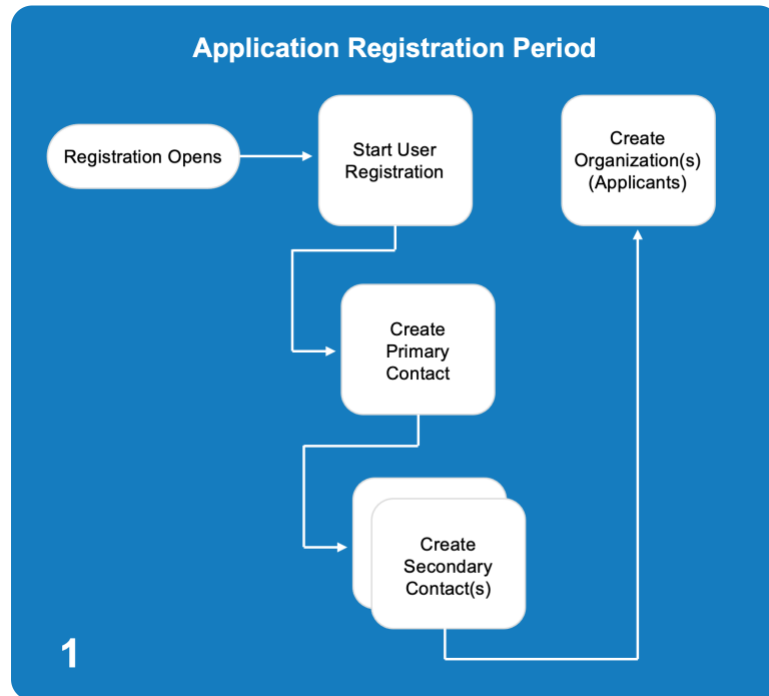 Application Registration Period
Registration Opens
Start User
Registration
Create
Primary
Contact
Create
Secondary
Contact(s)
Create
Organization(s)
(Applicants)
1